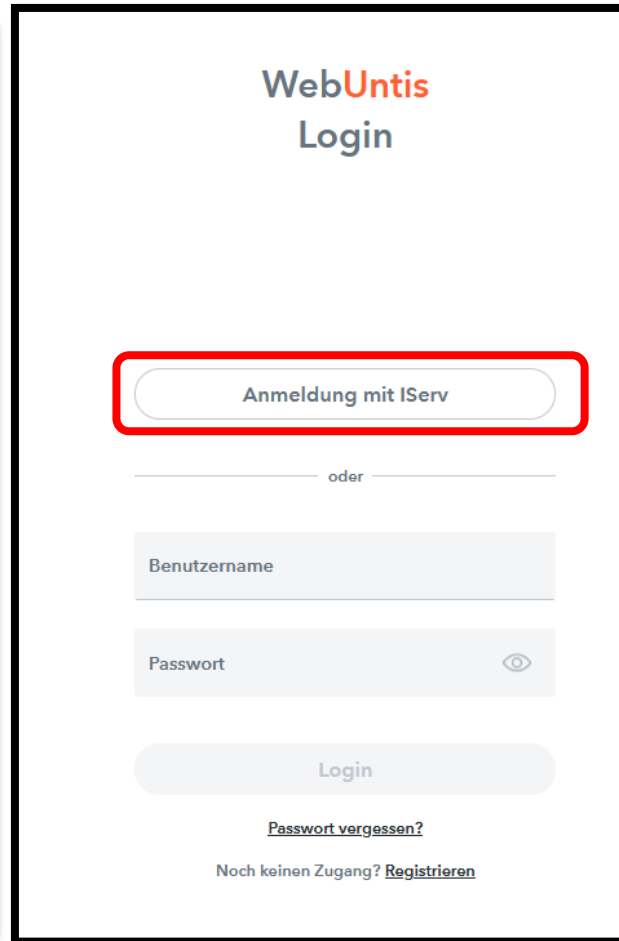 WebUntis
Login
Anmeldung mit IServ
oder
Benutzername
Passwort
Login
Passwort vergessen?
Noch keinen Zugang? Registrieren